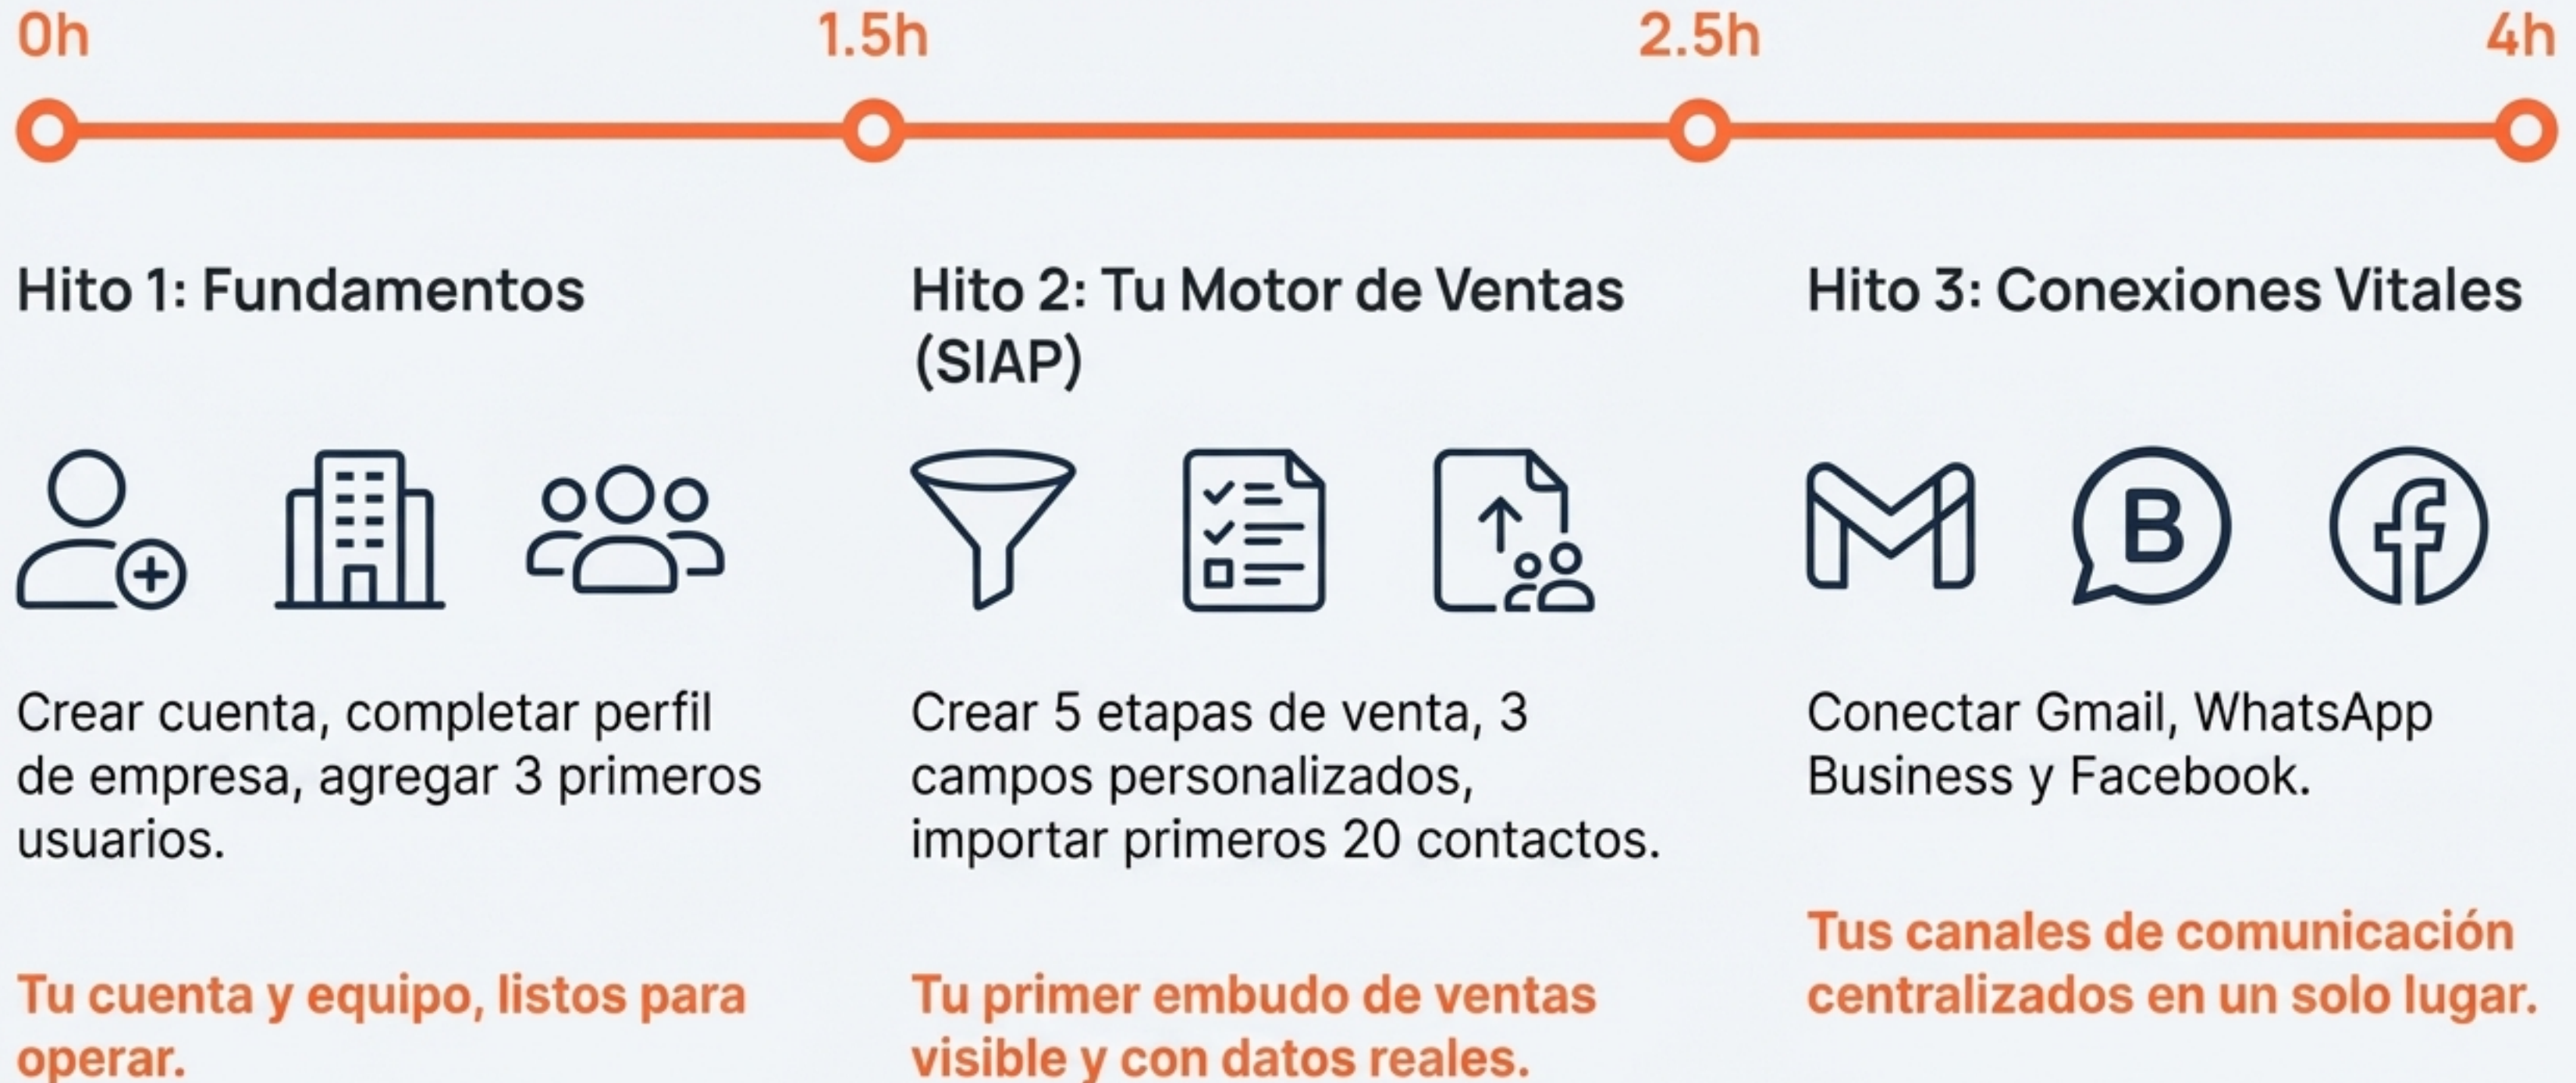 0h
1.5h
2.5h
4h
Hito 1: Fundamentos
Crear cuenta, completar perfil
de empresa, agregar 3 primeros
usuarios.
Tu cuenta y equipo, listos para
operar.
Hito 2: Tu Motor de Ventas
(SIAP)
Crear 5 etapas de venta, 3
campos personalizados,
importar primeros 20 contactos.
Tu primer embudo de ventas
visible y con datos reales.
Hito 3: Conexiones Vitales
B
Conectar Gmail, WhatsApp
Business y Facebook.
Tus canales de comunicación
centralizados en un solo lugar.